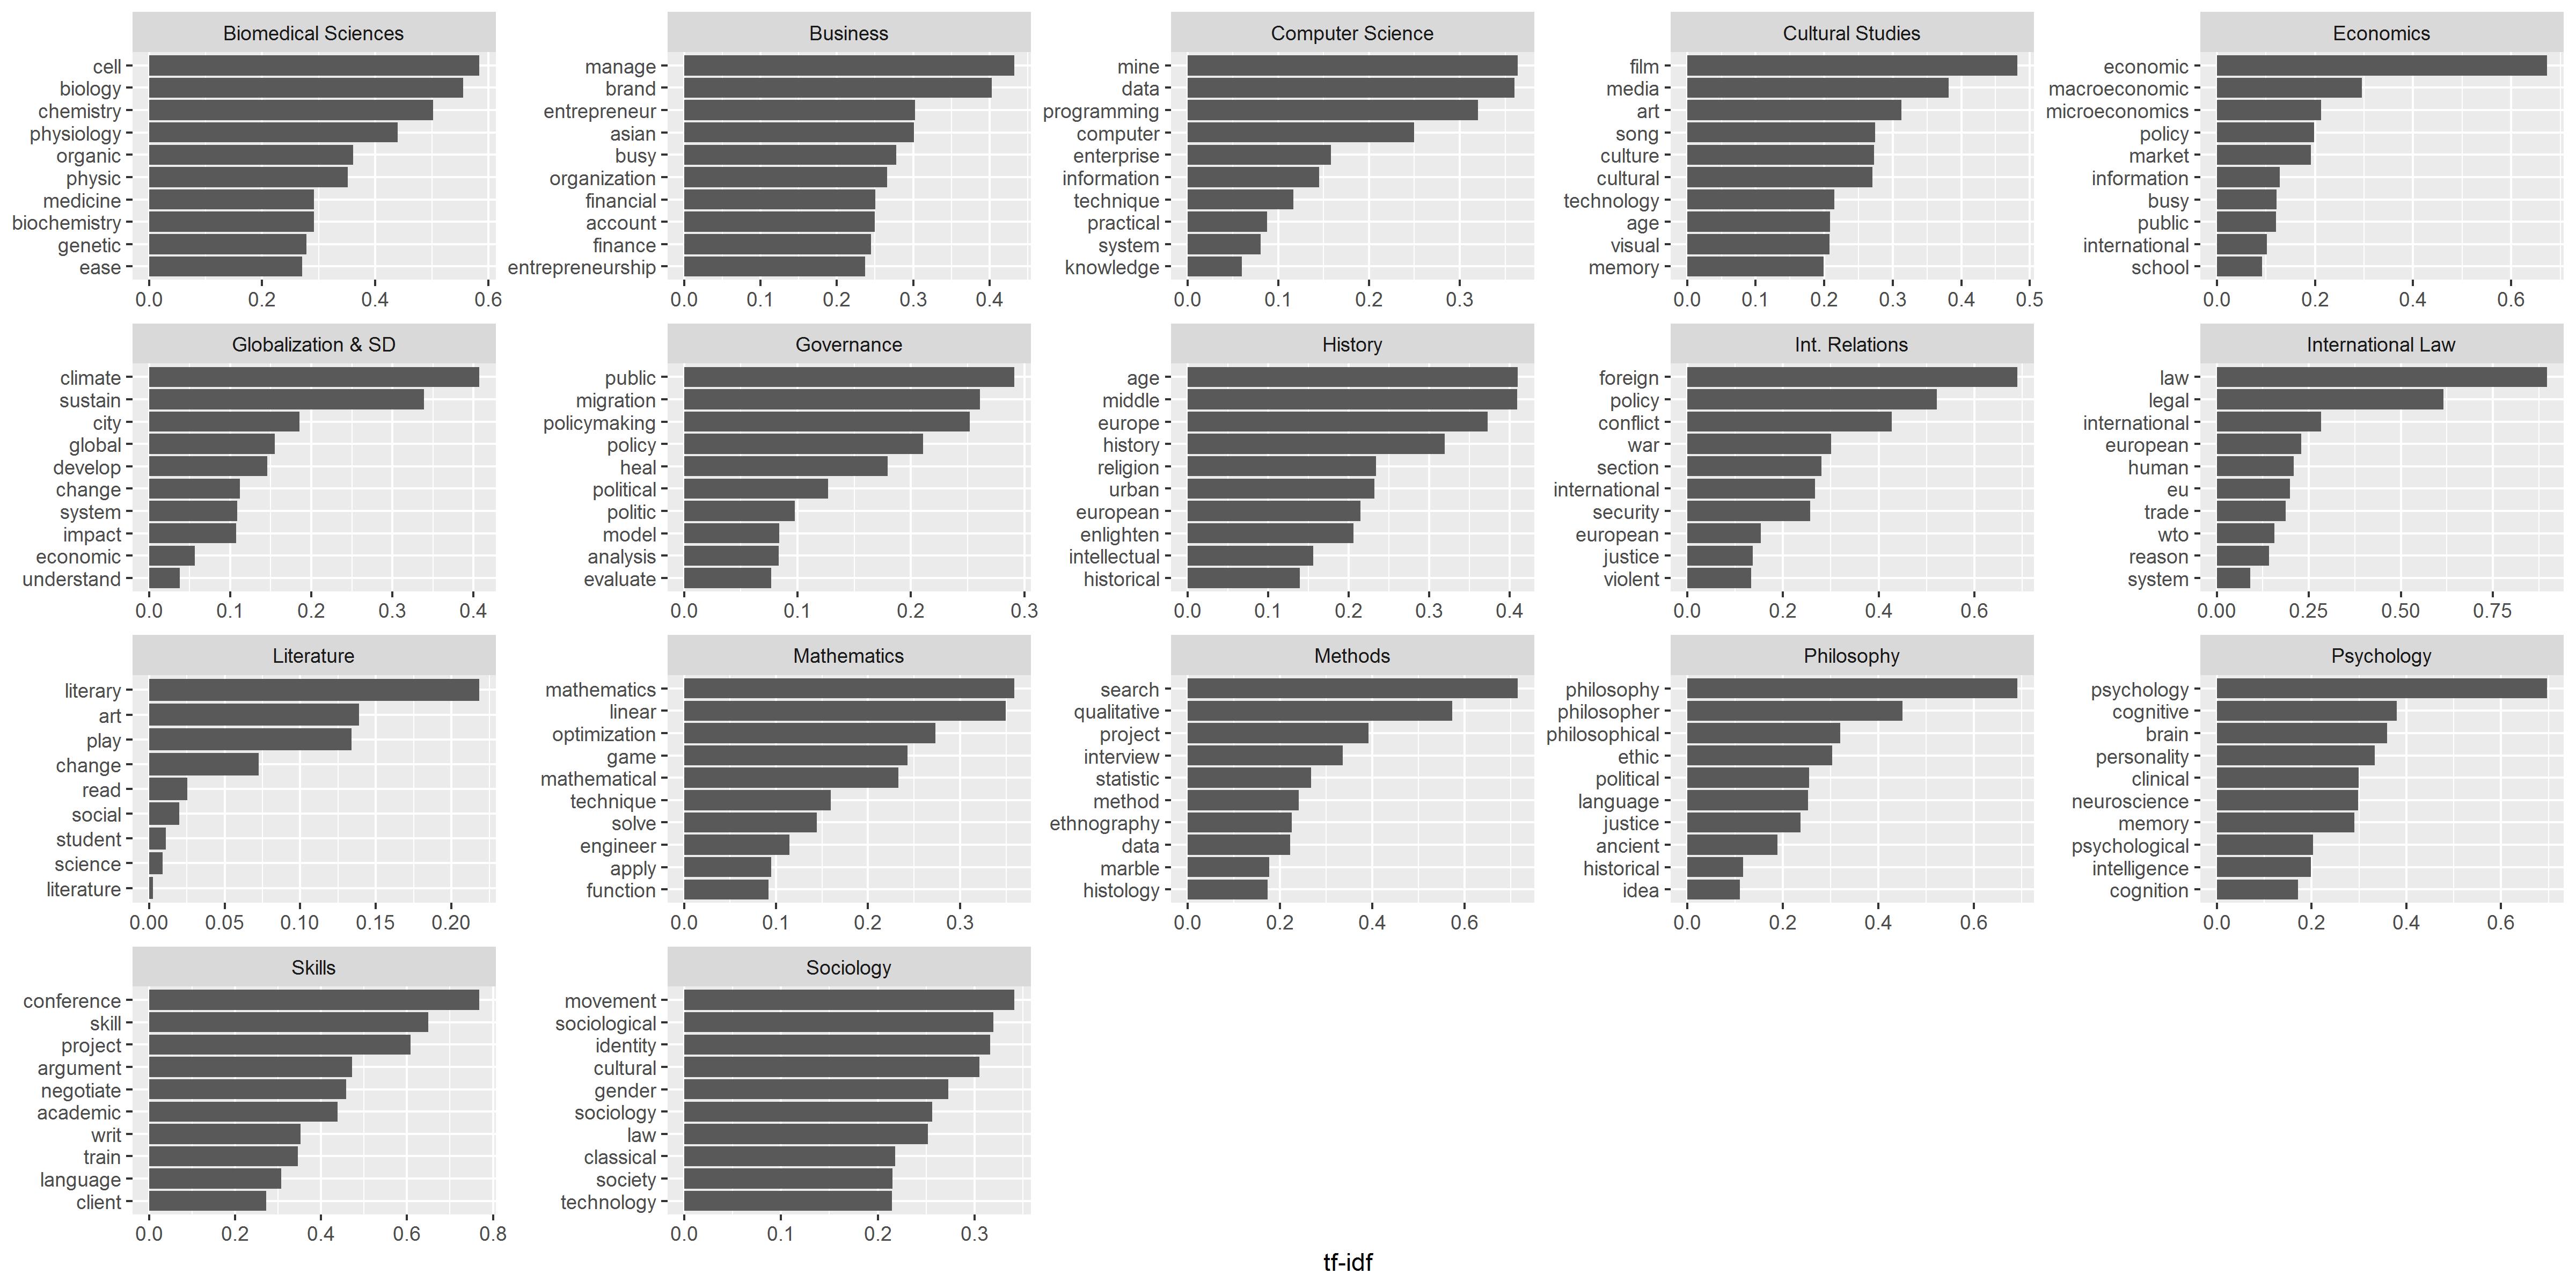 Biomedical Sciences
cell
biology
chemistry
physiology
organic
physic
medicine
biochemistry
genetic
ease
0.0 0.2 0.4 0.6
Business
manage
brand
entrepreneur
asian
busy
organization
financial
account
finance
entrepreneurship
0.0 0.1 0.2 0.3 0.4
Computer Science
mine
data
programming
computer
enterprise
information
technique
practical
system
knowledge
0.0 0.1 0.2 0.3
Cultural Studies
film
media
art
song
culture
cultural
technology
age
visual
memory
0.0 0.1 0.2 0.3 0.4 0.5
Economics
economic
macroeconomic
microeconomics
policy
market
information
busy
public
international
school
0.0 0.2 0.4 0.6
Globalization & SD
climate
sustain
city
global
develop
change
system
impact
economic
understand
0.0 0.1 0.2 0.3 0.4
Governance
public
migration
policymaking
policy
heal
political
politic
model
analysis
evaluate
0.0 0.1 0.2 0.3
History
age
middle
europe
history
religion
urban
european
enlighten
intellectual
historical
0.0 0.1 0.2 0.3 0.4
Int. Relations
foreign
policy
conflict
war
section
international
security
european
justice
violent
0.0 0.2 0.4 0.6
International Law
law
legal
international
european
human
eu
trade
wto
reason
system
0.00 0.25 0.50 0.75
Literature
literary
art
play
change
read
social
student
science
literature
0.00 0.05 0.10 0.15 0.20
Mathematics
mathematics
linear
optimization
game
mathematical
technique
solve
engineer
apply
function
0.0 0.1 0.2 0.3
Methods
search
qualitative
project
interview
statistic
method
ethnography
data
marble
histology
0.0 0.2 0.4 0.6
Philosophy
philosophy
philosopher
philosophical
ethic
political
language
justice
ancient
historical
idea
0.0 0.2 0.4 0.6
Psychology
psychology
cognitive
brain
personality
clinical
neuroscience
memory
psychological
intelligence
cognition
0.0 0.2 0.4 0.6
Skills
conference
skill
project
argument
negotiate
academic
writ
train
language
client
0.0 0.2 0.4 0.6 0.8
Sociology
movement
sociological
identity
cultural
gender
sociology
law
classical
society
technology
0.0 0.1 0.2 0.3
tf-idf